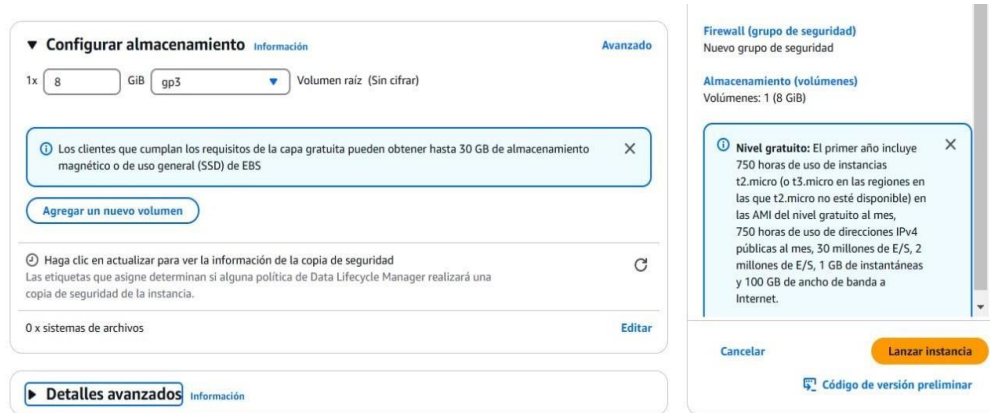 Configurar almacenamiento Información
Avanzado
1x 8 GiB gp3 Volumen raíz (Sin cifrar)
Los clientes que cumplan los requisitos de la capa gratuita pueden obtener hasta 30 GB de almacenamiento
magnético o de uso general (SSD) de EBS
Agregar un nuevo volumen
Haga clic en actualizar para ver la información de la copia de seguridad
Las etiquetas que asigne determinan si alguna política de Data Lifecycle Manager realizará una
copia de seguridad de la instancia.
0 x sistemas de archivos
Editar
Detalles avanzados Información
Firewall (grupo de seguridad)
Nuevo grupo de seguridad
Almacenamiento (volúmenes)
Volúmenes: 1 (8 GiB)
Nivel gratuito: El primer año incluye
750 horas de uso de instancias
t2.micro (o t3.micro en las regiones en
las que t2.micro no esté disponible) en
las AMI del nivel gratuito al mes,
750 horas de uso de direcciones IPv4
públicas al mes, 30 millones de E/S, 2
millones de E/S, 1 GB de instantáneas
y 100 GB de ancho de banda a
Internet.
Cancelar
Lanzar instancia
Código de versión preliminar